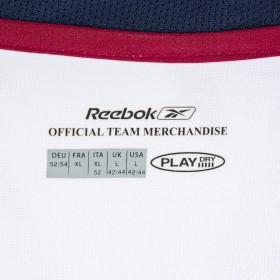 Reebok
OFFICIAL TEAM MERCHANDISE
DEU FRA ITA UK USA
52/54 XL XL L L
52 42/44 42/44
PLAY DRY